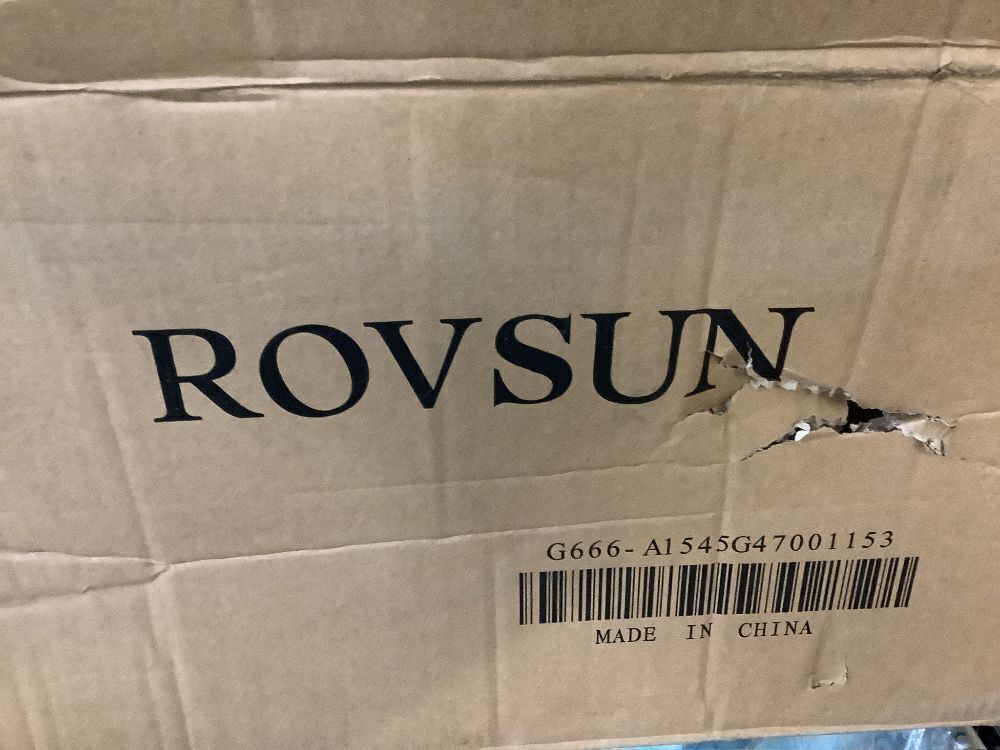 ROVSUN
G666-A1545G47001153
MADE IN CHINA